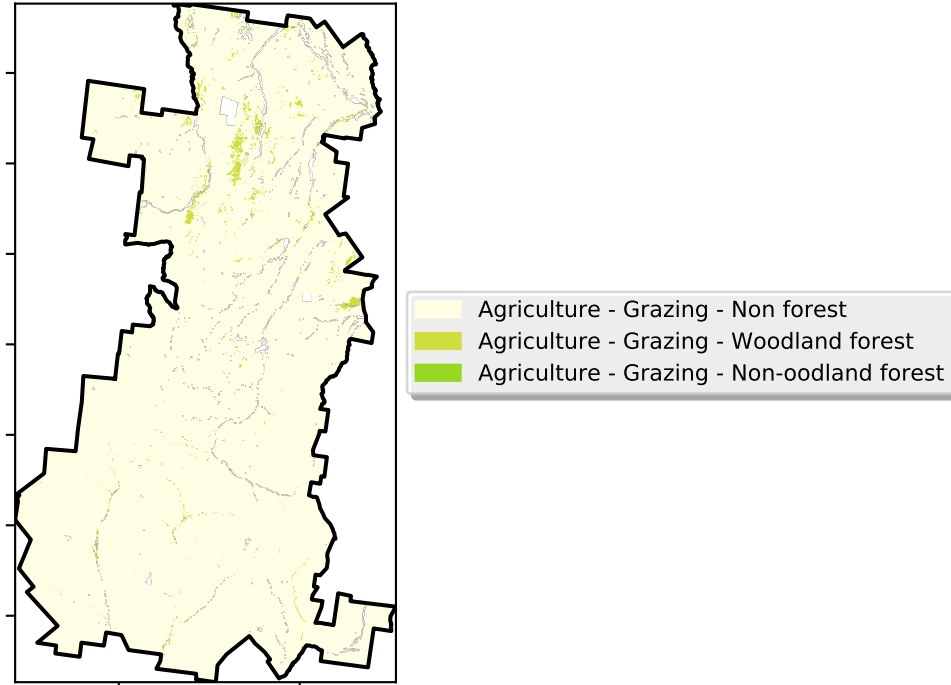 Agriculture - Grazing - Non forest
Agriculture - Grazing - Woodland forest
Agriculture - Grazing - Non-oodland forest